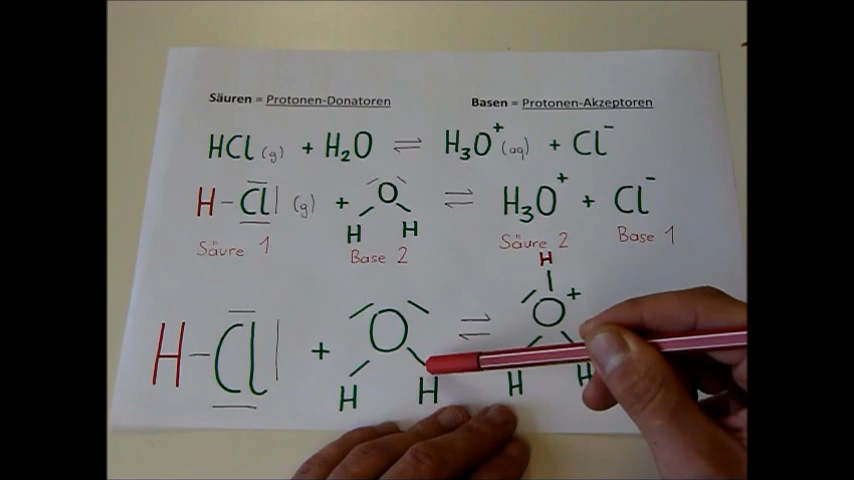 Säuren = Protonen-Donatoren
Basen = Protonen-Akzeptoren
HCl (g) + H₂O ⇌ H₃O⁺ (aq) + Cl⁻
H - Cl (g) + O H H ⇌ H₃O⁺ + Cl⁻
Säure 1
Base 2
Säure 2
Base 1
H - Cl + O H H ⇌ H O⁺ H H